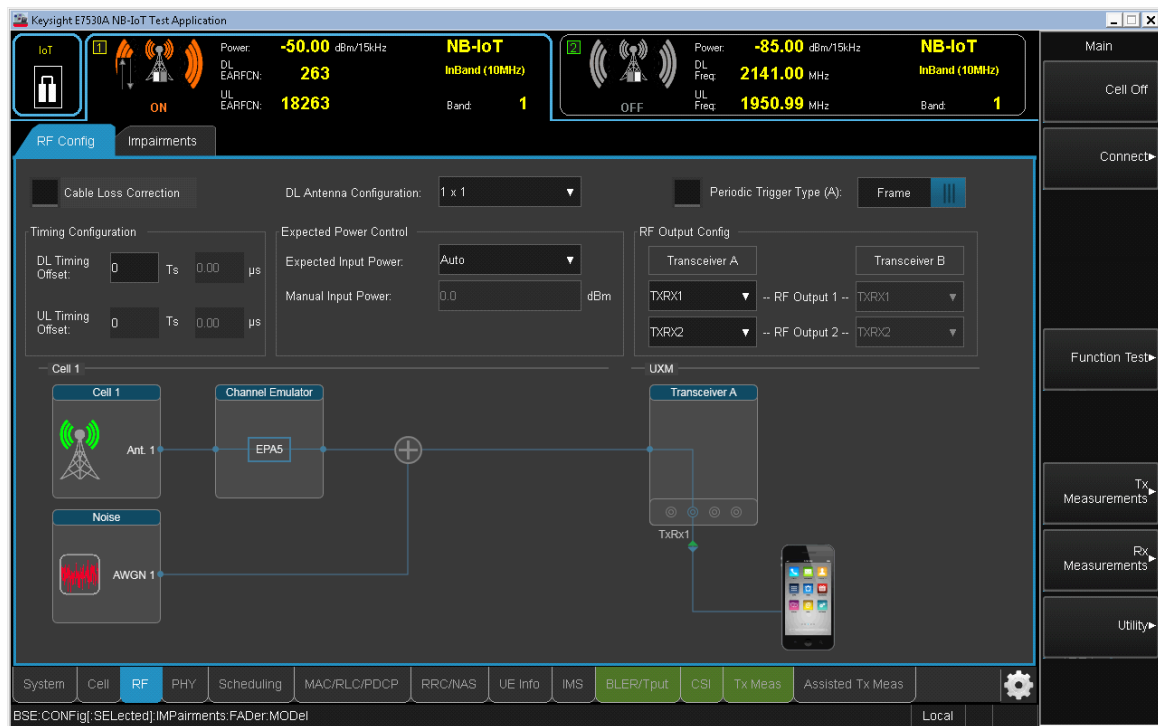 Keysight E7530A NB-IoT Test Application
IoT
1
ON
Power: -50.00 dBm/15kHz NB-IoT
DL EARFCN: 263 InBand (10MHz)
UL EARFCN: 18263 Band: 1
2
OFF
Power: -85.00 dBm/15kHz NB-IoT
DL Freq: 2141.00 MHz InBand (10MHz)
UL Freq: 1950.99 MHz Band: 1
Main
Cell Off
Connect
Function Test
Tx Measurements
Rx Measurements
Utility
RF Config Impairments
Cable Loss Correction DL Antenna Configuration: 1 x 1 Periodic Trigger Type (A): Frame
Timing Configuration
DL Timing Offset: 0 Ts 0.00 μs
UL Timing Offset: 0 Ts 0.00 μs
Expected Power Control
Expected Input Power: Auto
Manual Input Power: 0.0 dBm
RF Output Config
Transceiver A Transceiver B
TXRX1 -- RF Output 1 -- TXRX1
TXRX2 -- RF Output 2 -- TXRX2
Cell 1
Cell 1
Ant. 1
Channel Emulator
EPA5
Noise
AWGN 1
UXM
Transceiver A
TxRx1
System Cell RF PHY Scheduling MAC/RLC/PDCP RRC/NAS UE Info IMS BLER/Tput CSI Tx Meas Assisted Tx Meas
BSE:CONFig[:SELected]:IMPairments:FADer:MODel Local